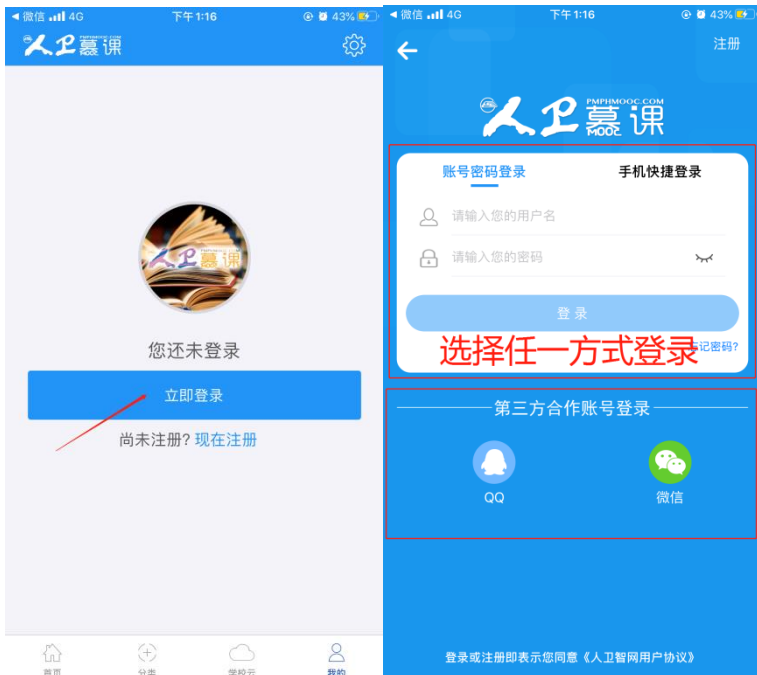 微信 4G
下午1:16
43%
人卫慕课
您还未登录
立即登录
尚未注册? 现在注册
首页
分类
学校云
我的
微信 4G
下午1:16
43%
注册
人卫慕课
PMPHMOOC.COM
MOOC
账号密码登录
手机快捷登录
请输入您的用户名
请输入您的密码
登录
选择任一方式登录
记密码?
第三方合作账号登录
QQ
微信
登录或注册即表示您同意《人卫智网用户协议》